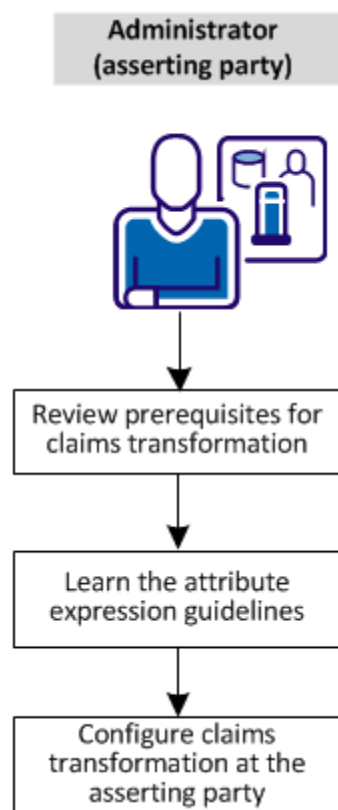 Administrator
(asserting party)
Review prerequisites for
claims transformation
Learn the attribute
expression guidelines
Configure claims
transformation at the
asserting party